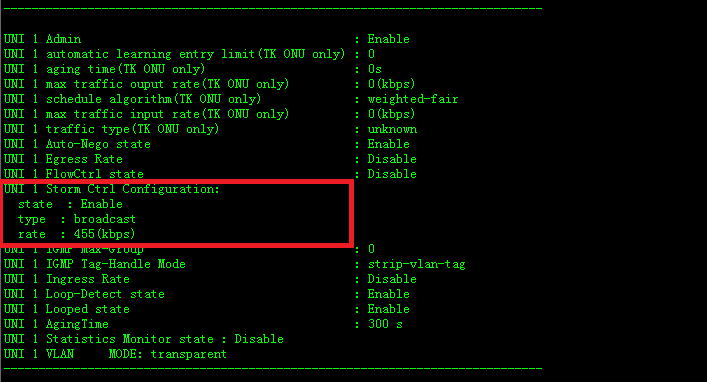 UNI 1 Admin : Enable
UNI 1 automatic learning entry limit(TK ONU only) : 0
UNI 1 aging time(TK ONU only) : 0s
UNI 1 max traffic ouput rate(TK ONU only) : 0(kbps)
UNI 1 schedule algorithm(TK ONU only) : weighted-fair
UNI 1 max traffic input rate(TK ONU only) : 0(kbps)
UNI 1 traffic type(TK ONU only) : unknown
UNI 1 Auto-Nego state : Enable
UNI 1 Egress Rate : Disable
UNI 1 FlowCtrl state : Disable
UNI 1 Storm Ctrl Configuration:
state : Enable
type : broadcast
rate : 455(kbps)
UNI 1 IGMP Max-Group : 0
UNI 1 IGMP Tag-Handle Mode : strip-vlan-tag
UNI 1 Ingress Rate : Disable
UNI 1 Loop-Detect state : Enable
UNI 1 Looped state : Enable
UNI 1 AgingTime : 300 s
UNI 1 Statistics Monitor state : Disable
UNI 1 VLAN MODE: transparent